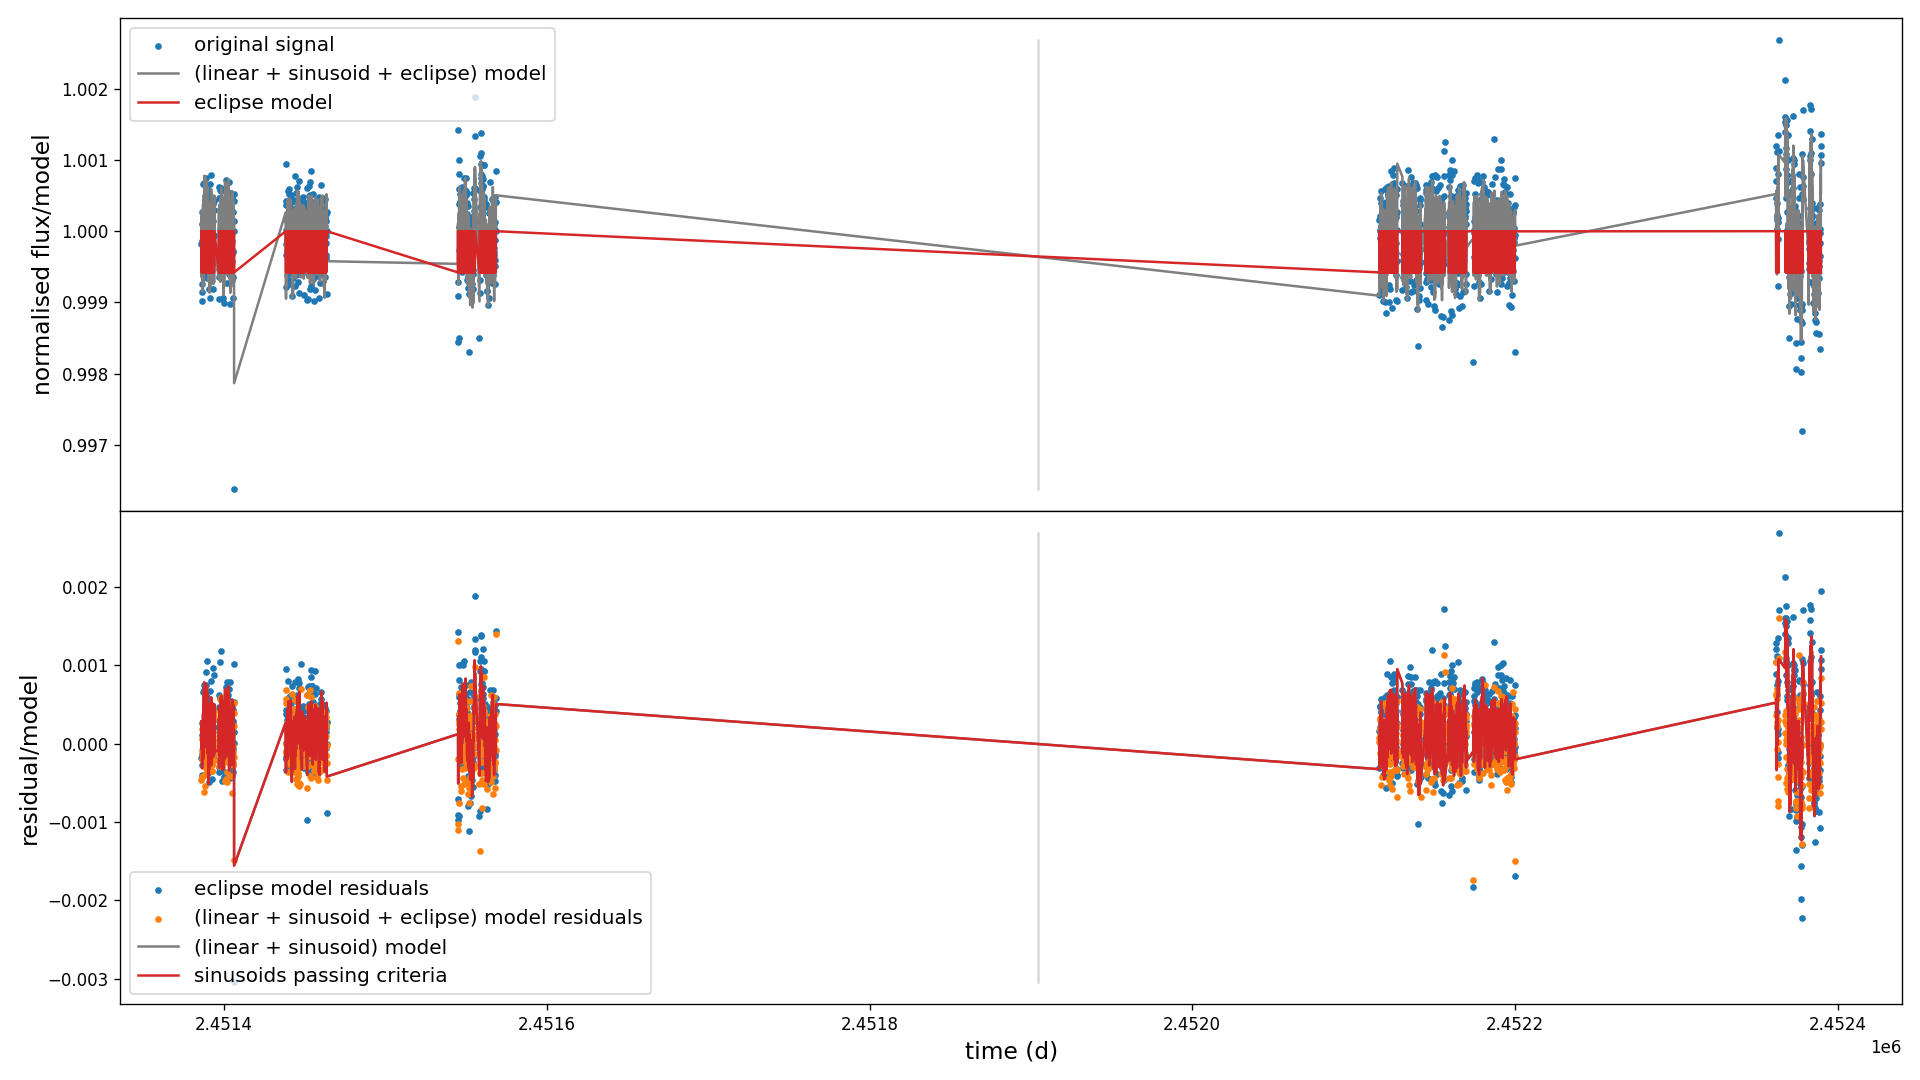 original signal
(linear + sinusoid + eclipse) model
eclipse model
normalised flux/model
1.002
1.001
1.000
0.999
0.998
0.997
residual/model
0.002
0.001
0.000
−0.001
−0.002
−0.003
eclipse model residuals
(linear + sinusoid + eclipse) model residuals
(linear + sinusoid) model
sinusoids passing criteria
2.4514 2.4516 2.4518 2.4520 2.4522 2.4524
1e6
time (d)